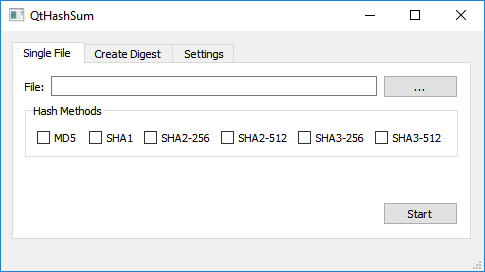 QtHashSum
Single File Create Digest Settings
File: ...
Hash Methods
MD5 SHA1 SHA2-256 SHA2-512 SHA3-256 SHA3-512
Start